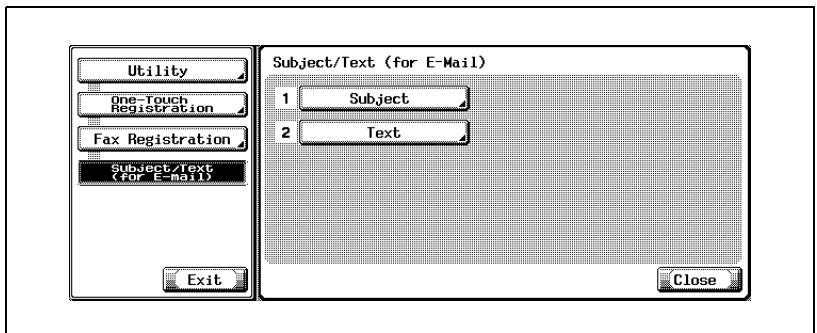 Utility
One-Touch
Registration
Fax Registration
Subject/Text
(for E-mail)
Exit
Subject/Text (for E-Mail)
1 Subject
2 Text
Close